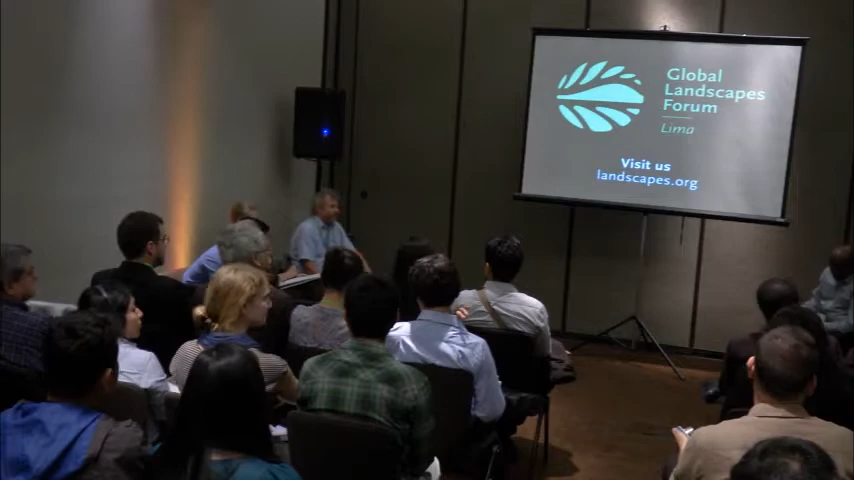 Global
Landscapes
Forum
Lima
Visit us
landscapes.org